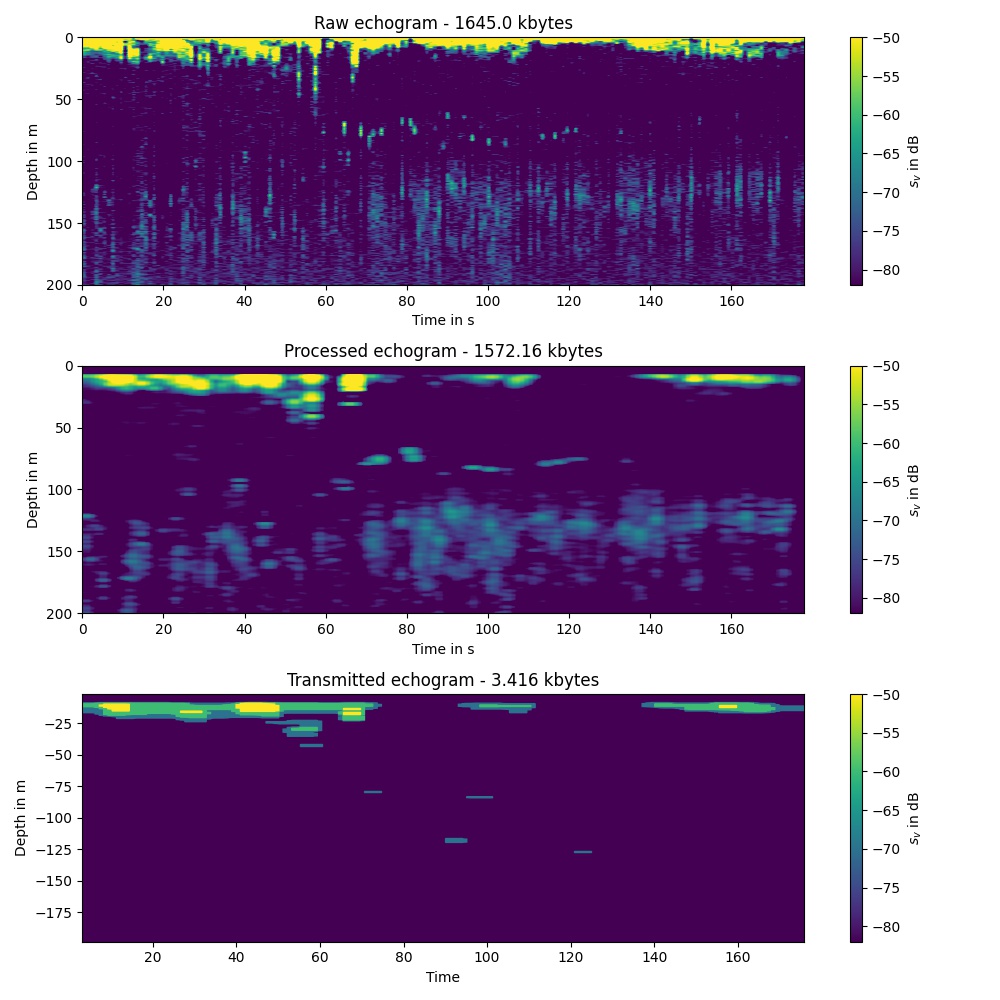 Raw echogram - 1645.0 kbytes
0
50
100
150
200
Depth in m
0 20 40 60 80 100 120 140 160
Time in s
−50
−55
−60
−65
−70
−75
−80
sv in dB
Processed echogram - 1572.16 kbytes
0
50
100
150
200
Depth in m
0 20 40 60 80 100 120 140 160
Time in s
−50
−55
−60
−65
−70
−75
−80
sv in dB
Transmitted echogram - 3.416 kbytes
−25
−50
−75
−100
−125
−150
−175
Depth in m
20 40 60 80 100 120 140 160
Time
−50
−55
−60
−65
−70
−75
−80
sv in dB